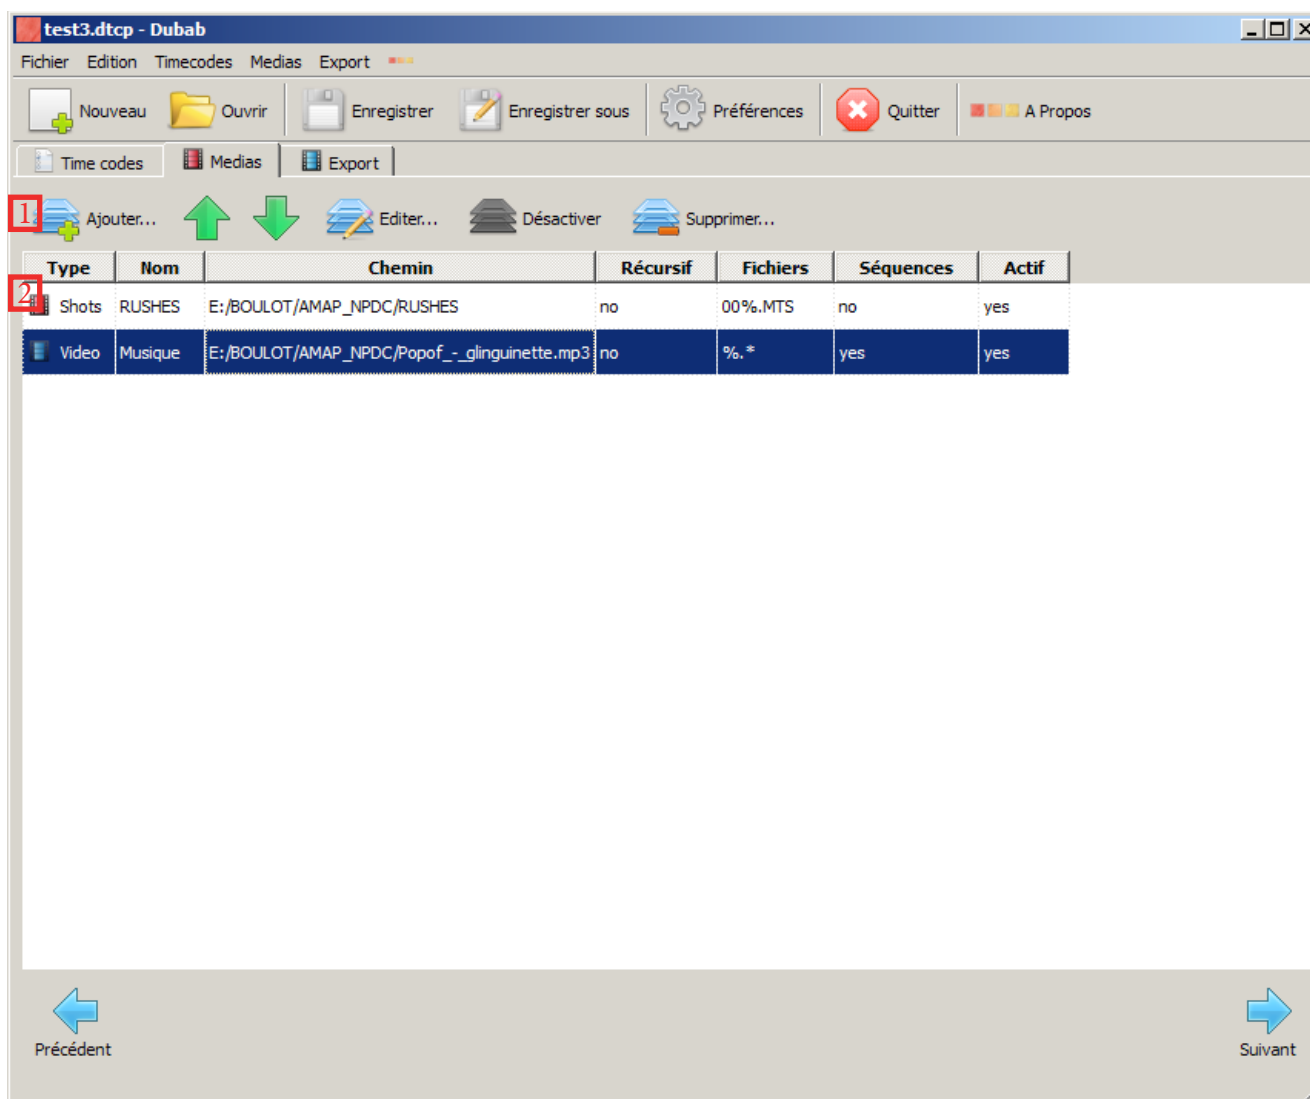 test3.dtcp - Dubab
Fichier Edition Timecodes Medias Export
Nouveau Ouvrir Enregistrer Enregistrer sous Préférences Quitter A Propos
Time codes Medias Export
1 Ajouter... Editer... Désactiver Supprimer...
Type Nom Chemin Récursif Fichiers Séquences Actif
2 Shots RUSHES E:/BOULOT/AMAP_NPDC/RUSHES no 00%.MTS no yes
Video Musique E:/BOULOT/AMAP_NPDC/Popof_-_glinguinette.mp3 no %.* yes yes
Précédent Suivant